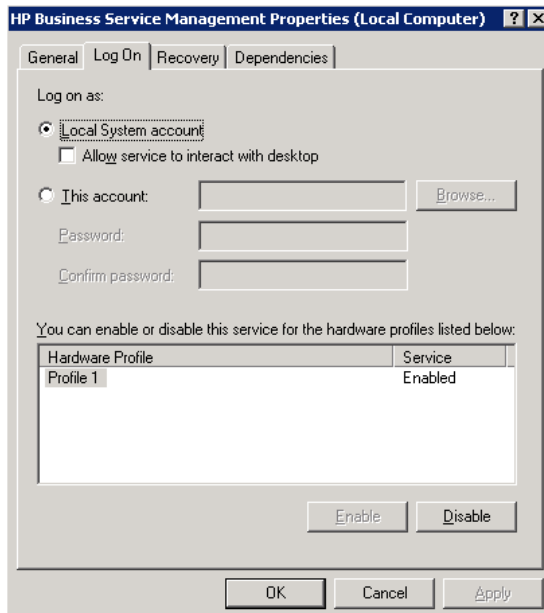 HP Business Service Management Properties (Local Computer)
General Log On Recovery Dependencies
Log on as:
Local System account
Allow service to interact with desktop
This account:
Browse...
Password:
Confirm password:
You can enable or disable this service for the hardware profiles listed below:
Hardware Profile Service
Profile 1 Enabled
Enable Disable
OK Cancel Apply